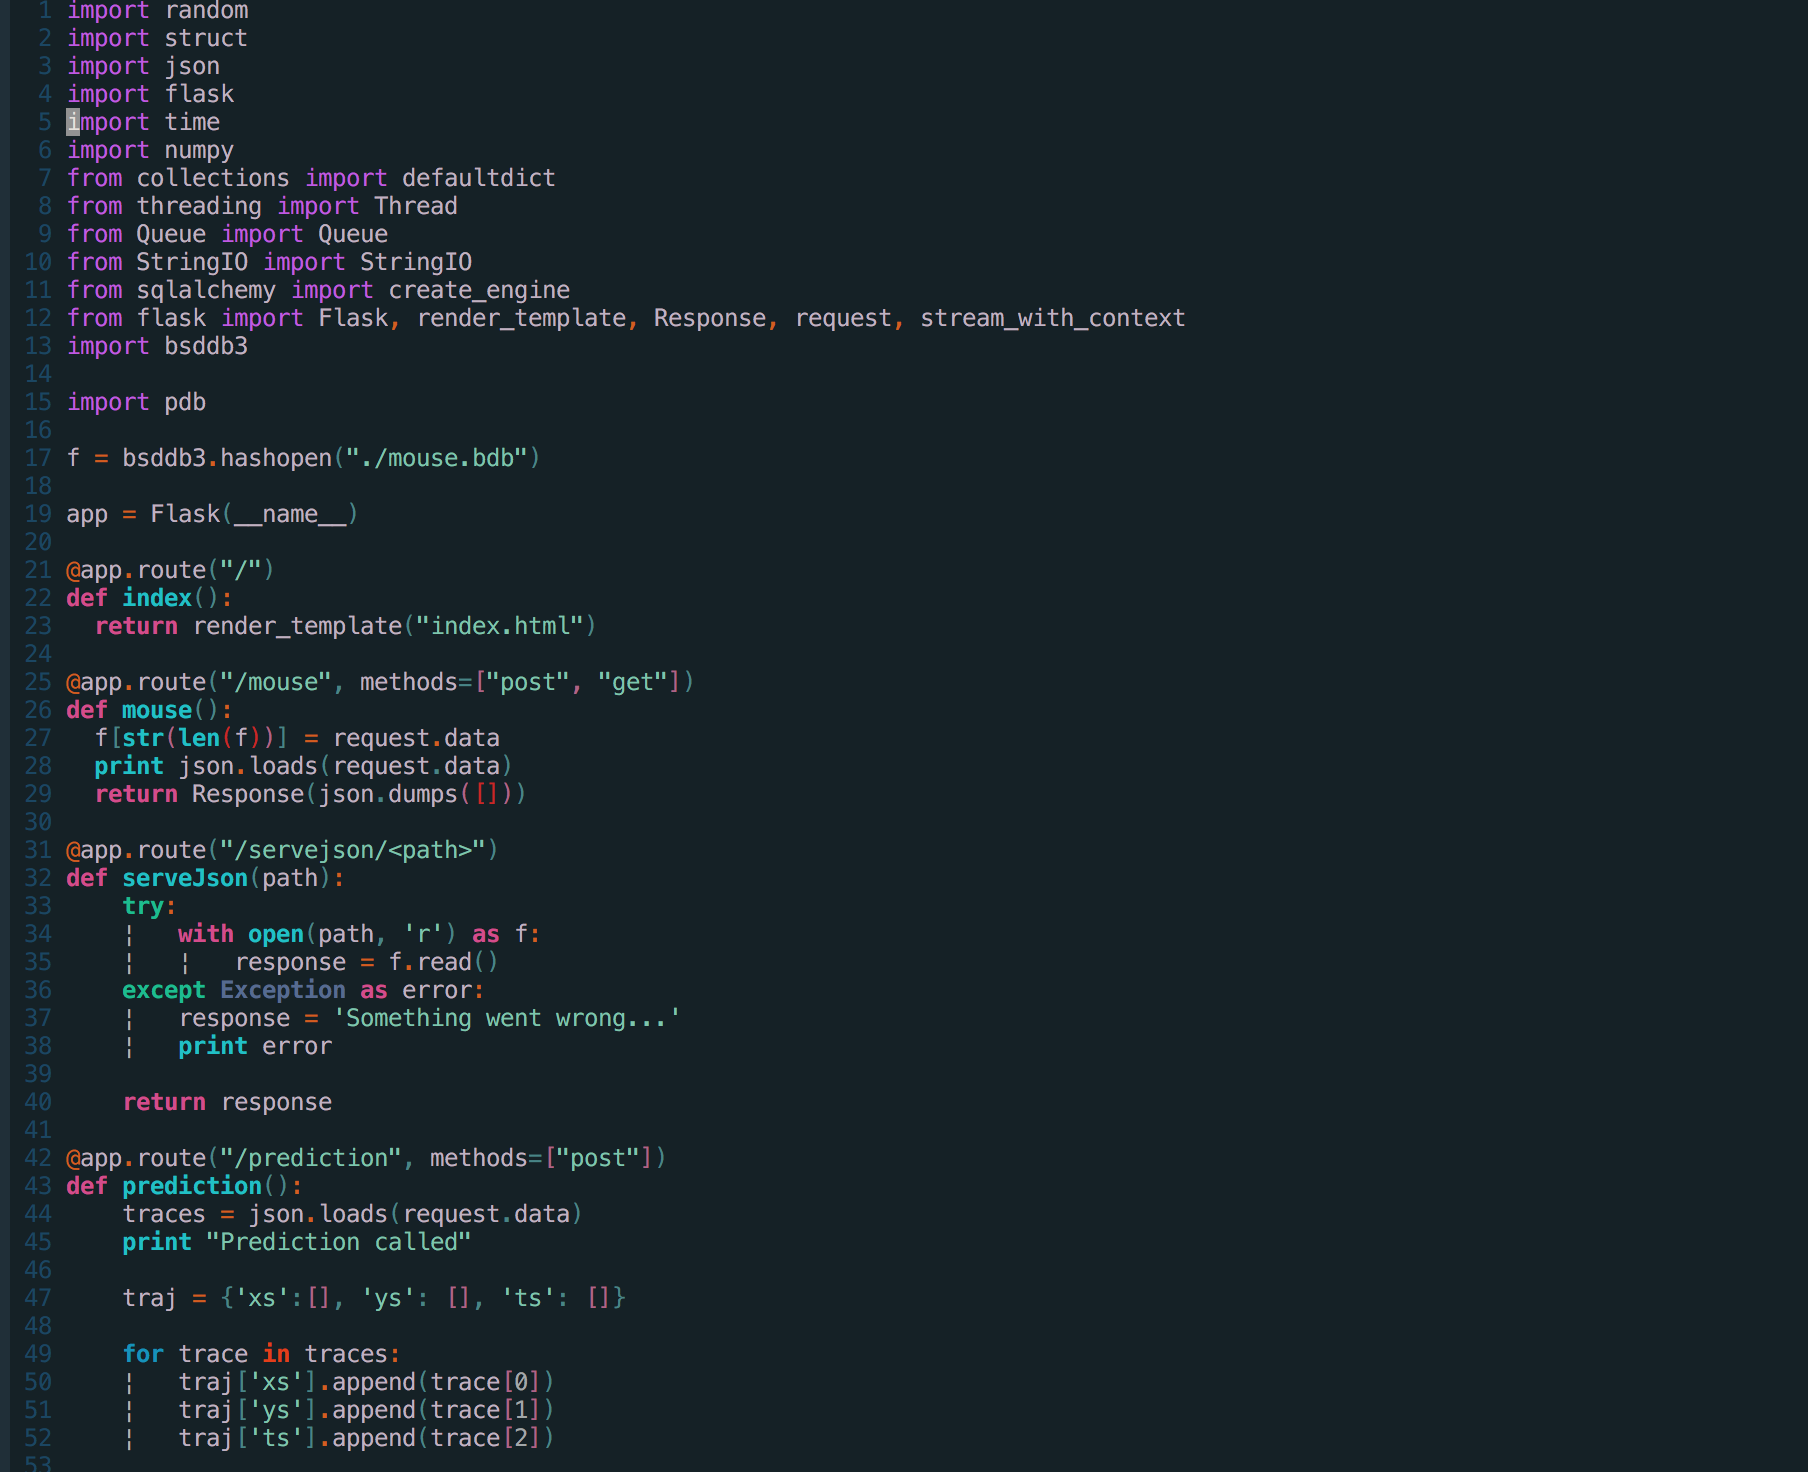 1 import random
2 import struct
3 import json
4 import flask
5 import time
6 import numpy
7 from collections import defaultdict
8 from threading import Thread
9 from Queue import Queue
10 from StringIO import StringIO
11 from sqlalchemy import create_engine
12 from flask import Flask, render_template, Response, request, stream_with_context
13 import bsddb3
14
15 import pdb
16
17 f = bsddb3.hashopen("./mouse.bdb")
18
19 app = Flask(__name__)
20
21 @app.route("/")
22 def index():
23   return render_template("index.html")
24
25 @app.route("/mouse", methods=["post", "get"])
26 def mouse():
27   f[str(len(f))] = request.data
28   print json.loads(request.data)
29   return Response(json.dumps([]))
30
31 @app.route("/servejson/<path>")
32 def serveJson(path):
33     try:
34     ¦   with open(path, 'r') as f:
35     ¦   ¦   response = f.read()
36     except Exception as error:
37     ¦   response = 'Something went wrong...'
38     ¦   print error
39
40     return response
41
42 @app.route("/prediction", methods=["post"])
43 def prediction():
44     traces = json.loads(request.data)
45     print "Prediction called"
46
47     traj = {'xs':[], 'ys': [], 'ts': []}
48
49     for trace in traces:
50     ¦   traj['xs'].append(trace[0])
51     ¦   traj['ys'].append(trace[1])
52     ¦   traj['ts'].append(trace[2])
53